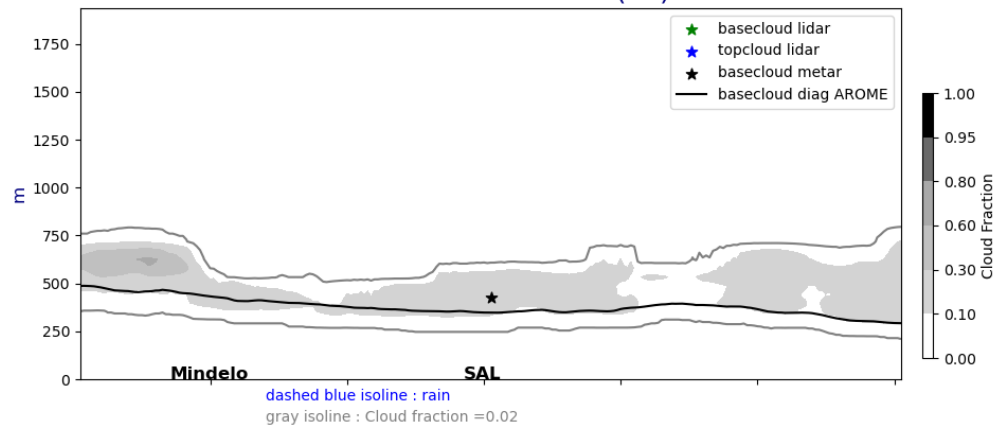 basecloud lidar
topcloud lidar
basecloud metar
basecloud diag AROME
1750
1500
1250
1000
750
500
250
0
m
1.00
0.95
0.80
0.60
0.30
0.10
0.00
Cloud Fraction
Mindelo SAL
dashed blue isoline : rain
gray isoline : Cloud fraction =0.02